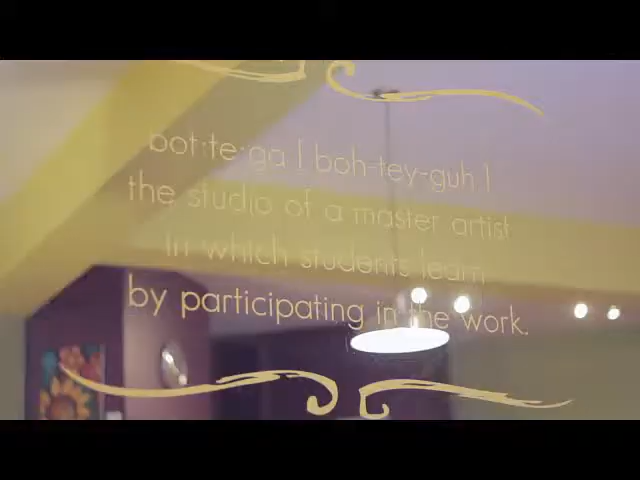 bot·te·ga | boh-tey-guh |
the studio of a master artist
in which students learn
by participating in the work.